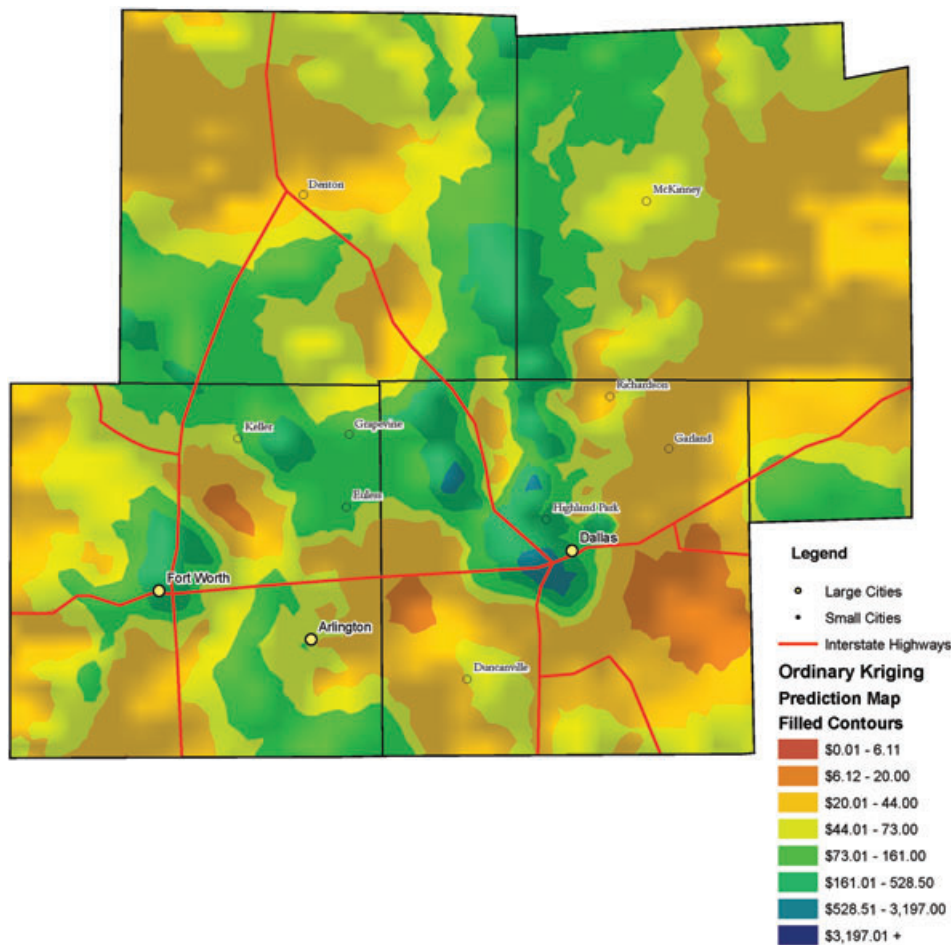 Denton
McKinney
Richardson
Keller
Grapevine
Garland
Euless
Highland Park
Dallas
Fort Worth
Arlington
Duncanville
Legend
Large Cities
Small Cities
Interstate Highways
Ordinary Kriging
Prediction Map
Filled Contours
$0.01 - 6.11
$6.12 - 20.00
$20.01 - 44.00
$44.01 - 73.00
$73.01 - 161.00
$161.01 - 528.50
$528.51 - 3,197.00
$3,197.01 +